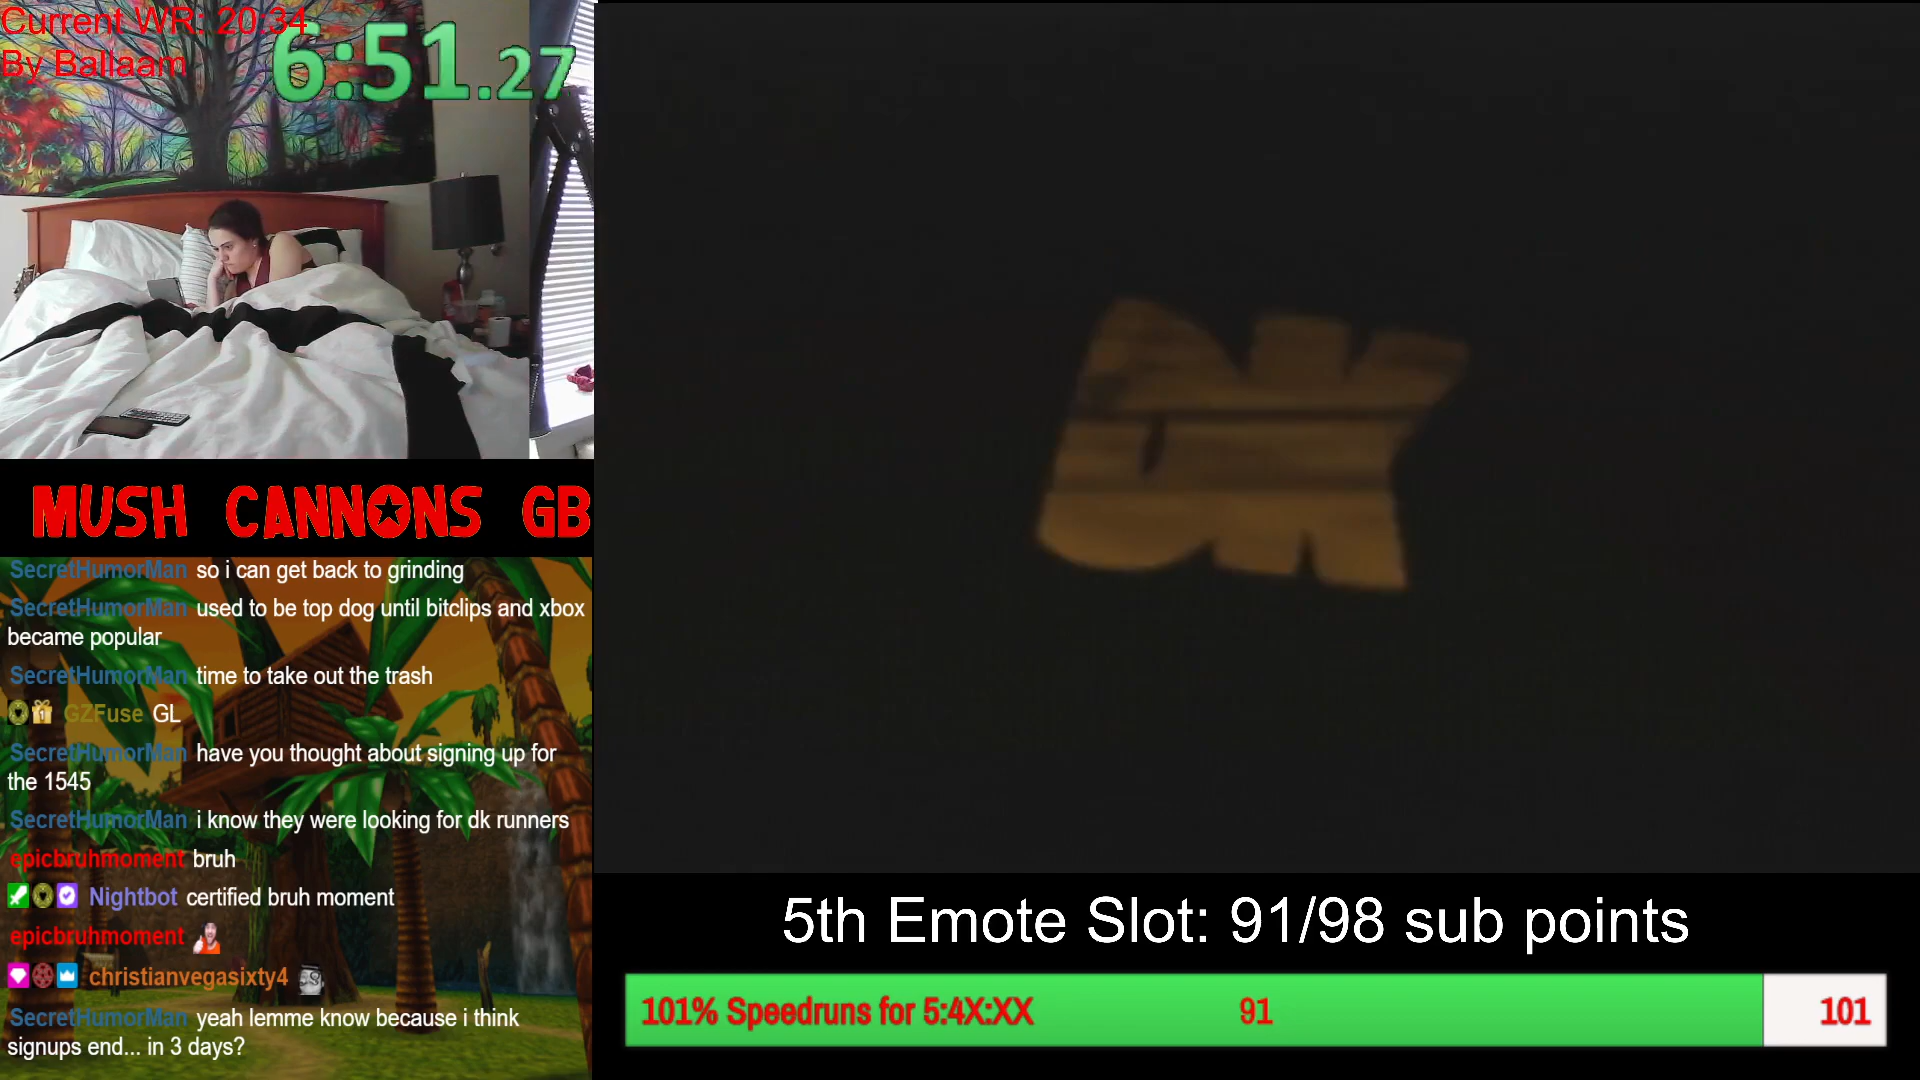 Current WR: 20:34
By Ballaam
6:51.27
MUSH CANNONS GB
SecretHumorMan so i can get back to grinding
SecretHumorMan used to be top dog until bitclips and xbox
became popular
SecretHumorMan time to take out the trash
GZFuse GL
SecretHumorMan have you thought about signing up for
the 1545
SecretHumorMan i know they were looking for dk runners
epicbruhmoment bruh
Nightbot certified bruh moment
epicbruhmoment
christianvegasixty4
SecretHumorMan yeah lemme know because i think
signups end... in 3 days?
DK
5th Emote Slot: 91/98 sub points
101% Speedruns for 5:4X:XX 91 101